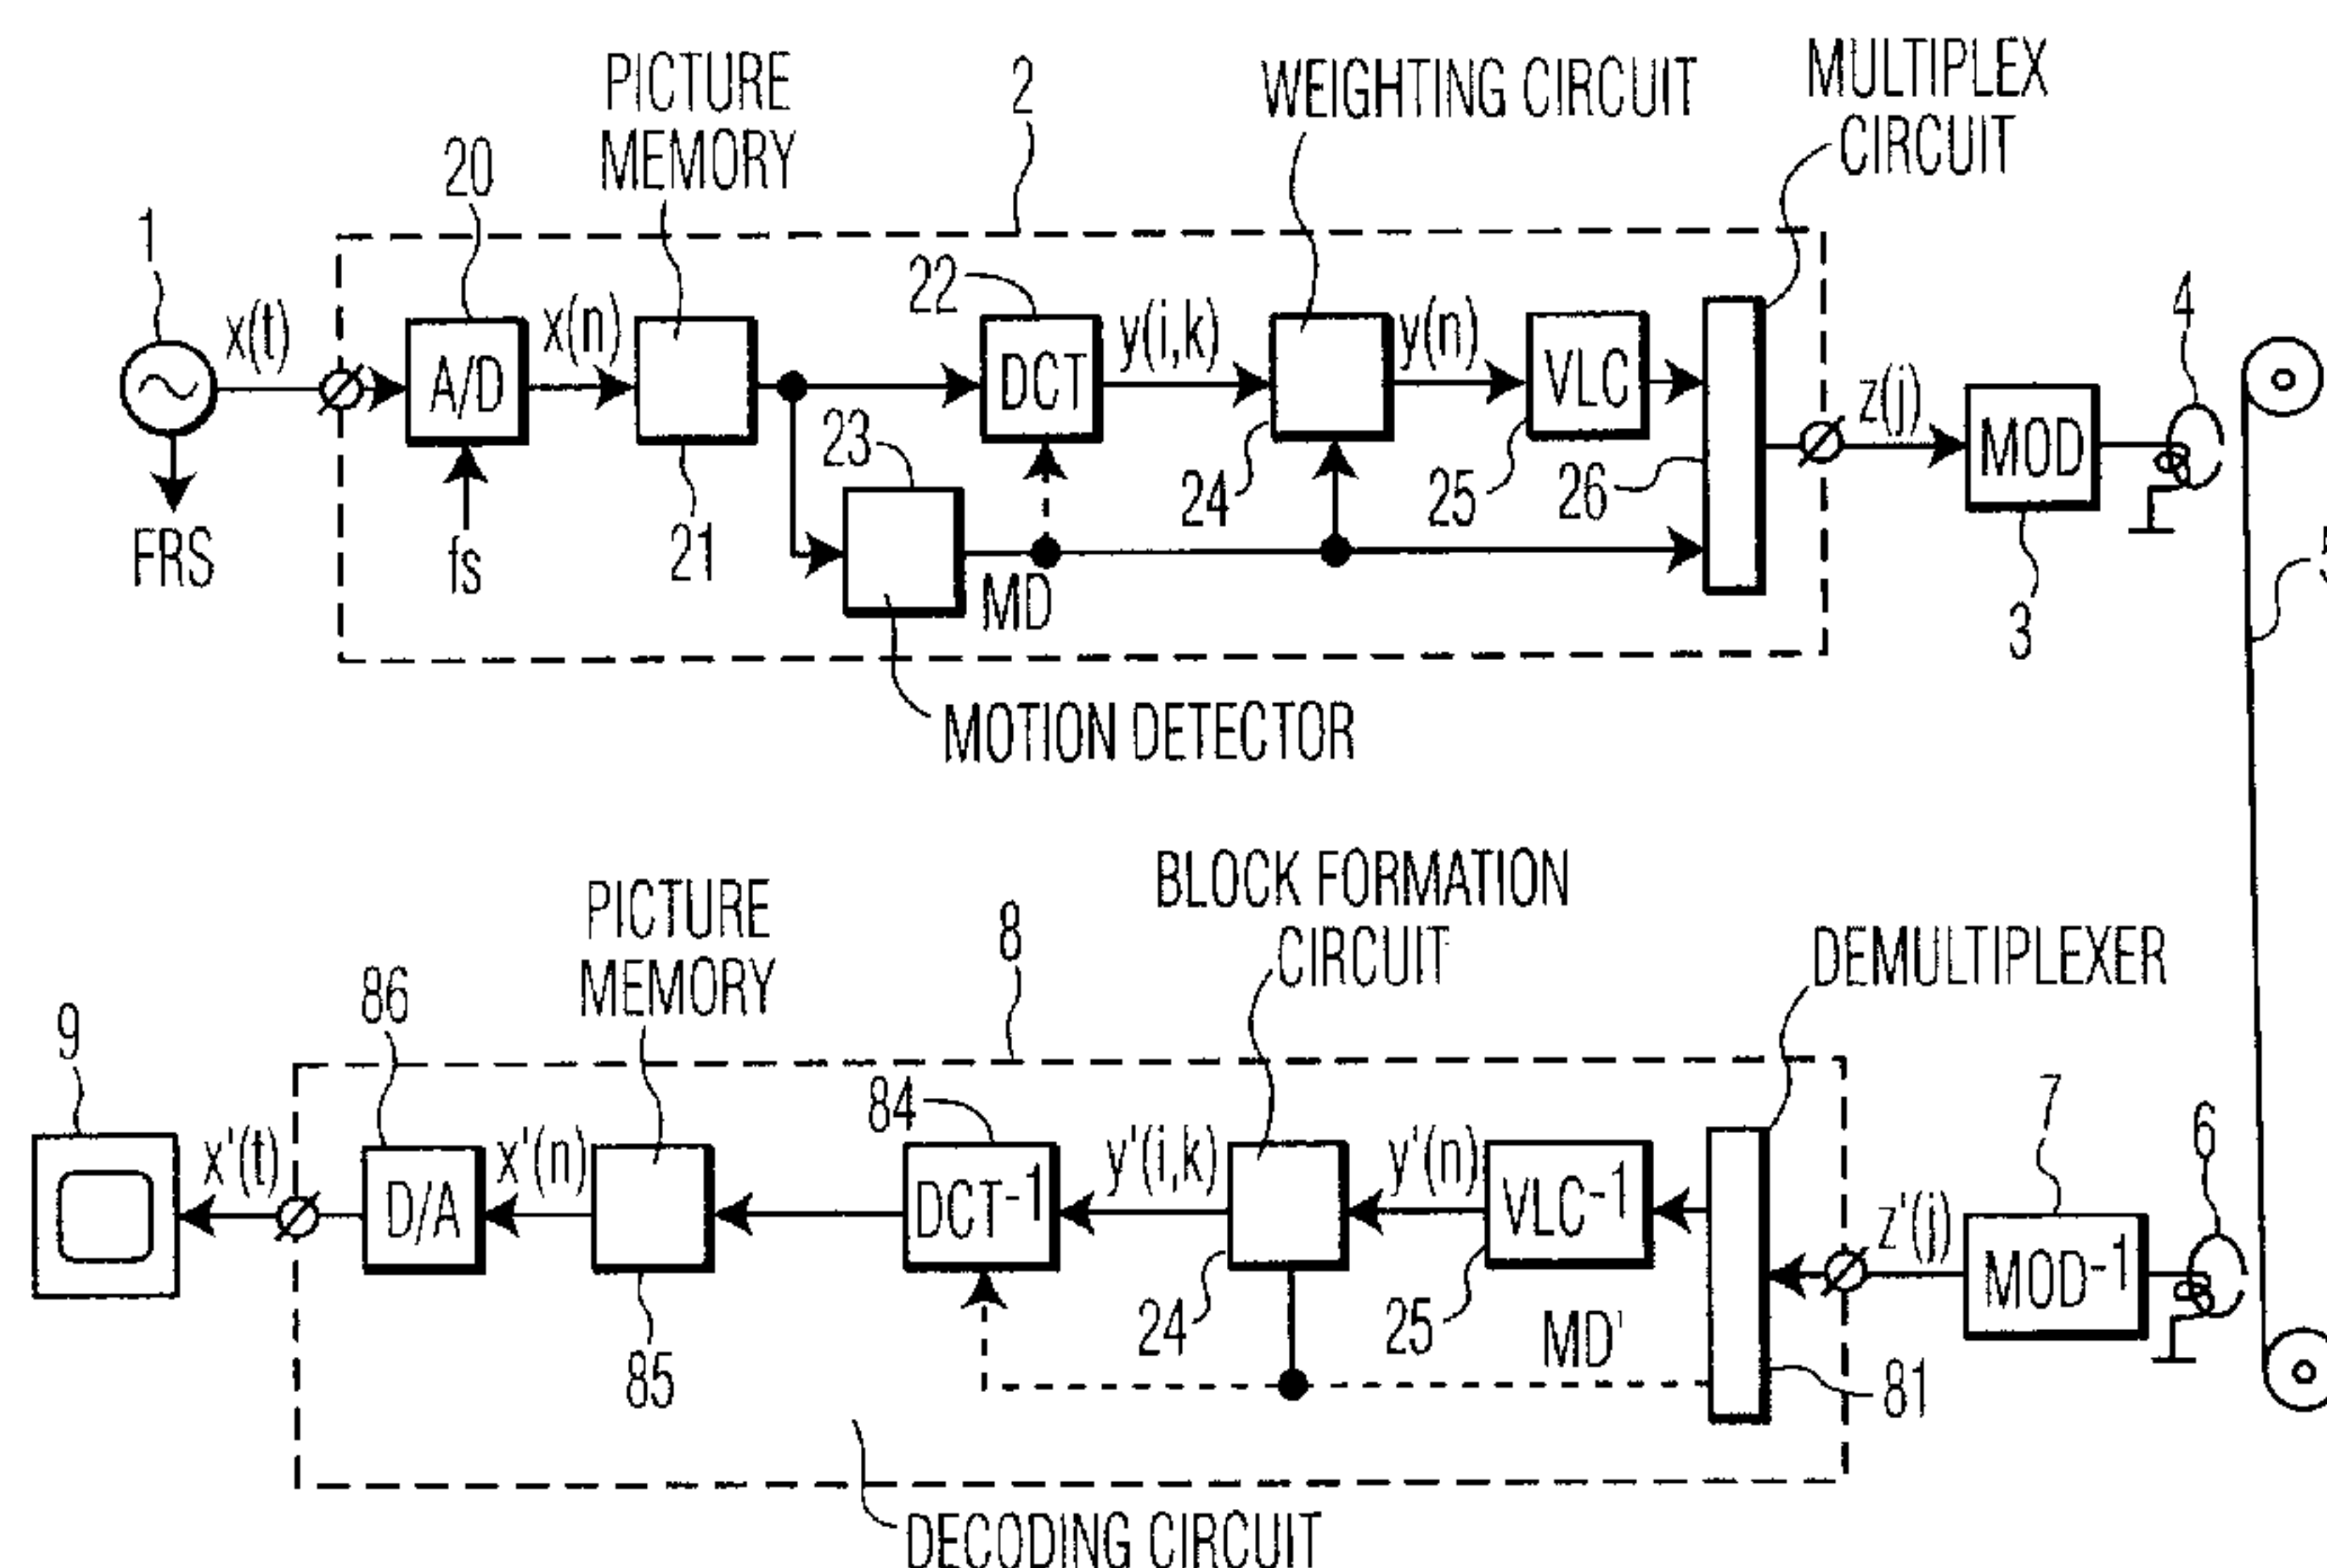 PICTURE
MEMORY
2
WEIGHTING CIRCUIT
MULTIPLEX
CIRCUIT
20
1
x(t)
x(n)
22
y(i,k)
y(n)
4
A/D
DCT
VLC
z(j)
MOD
23
24
25
26
FRS
fs
21
MD
3
5
MOTION DETECTOR
BLOCK FORMATION
CIRCUIT
PICTURE
MEMORY
8
DEMULTIPLEXER
9
86
84
7
6
x'(t)
x'(n)
y'(i,k)
y'(n)
z'(j)
D/A
DCT-1
VLC-1
MOD-1
24
25
MD'
85
81
DECODING CIRCUIT